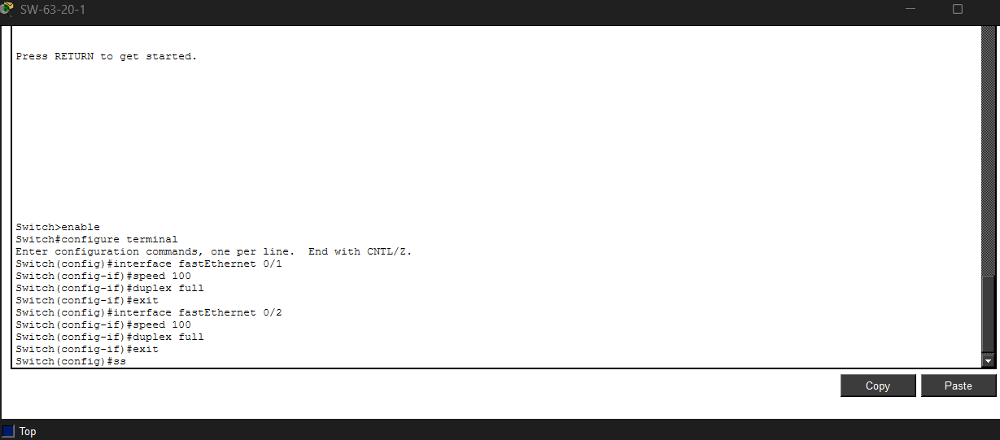 SW-63-20-1
Press RETURN to get started.
Switch>enable
Switch#configure terminal
Enter configuration commands, one per line.  End with CNTL/Z.
Switch(config)#interface fastEthernet 0/1
Switch(config-if)#speed 100
Switch(config-if)#duplex full
Switch(config-if)#exit
Switch(config)#interface fastEthernet 0/2
Switch(config-if)#speed 100
Switch(config-if)#duplex full
Switch(config-if)#exit
Switch(config)#ss
Copy Paste
Top